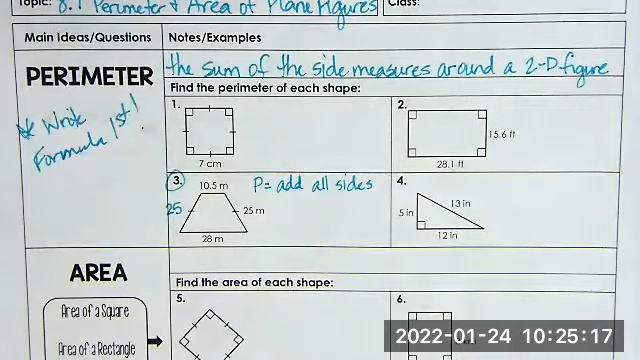 Topic: 8.1 Perimeter & Area of Plane Figures
Class:
Main Ideas/Questions
Notes/Examples
PERIMETER
the sum of the side measures around a 2-D figure
Find the perimeter of each shape:
* Write
Formula 1st!
1.
7 cm
2.
15.6 ft
28.1 ft
3.
10.5 m
P= add all sides
25
25 m
28 m
4.
5 in
13 in
12 in
AREA
Find the area of each shape:
Area of a Square
Area of a Rectangle
5.
6.
2022-01-24 10:25:17